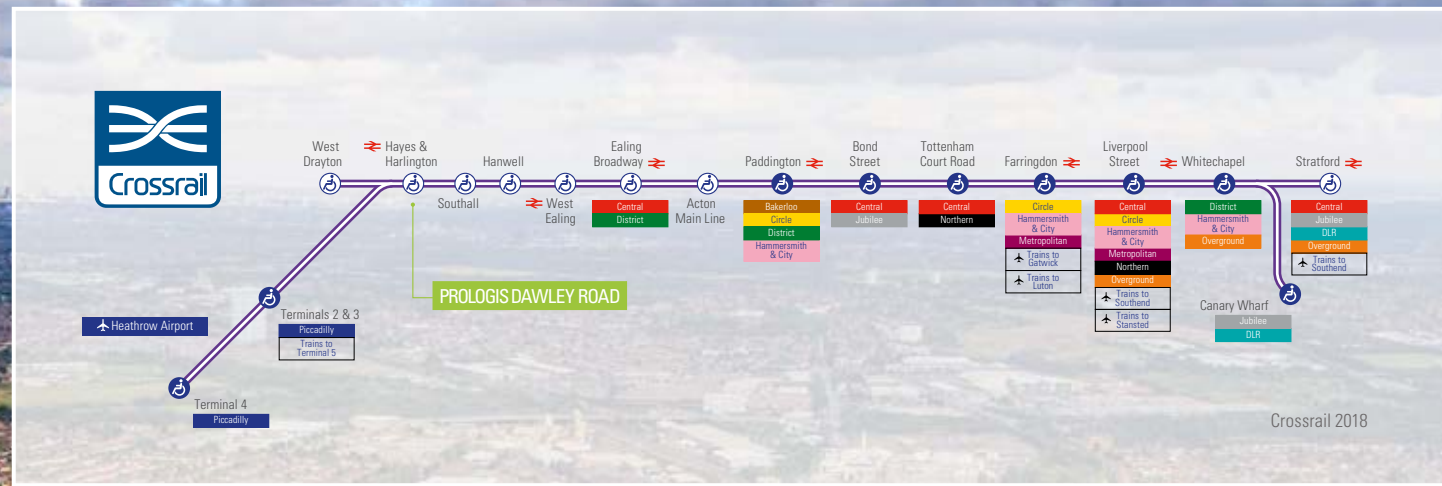 Crossrail
West
Drayton
Hayes &
Harlington
Southall
Hanwell
West
Ealing
Ealing
Broadway
Central
District
Acton
Main Line
Paddington
Bakerloo
Circle
District
Hammersmith
& City
Bond
Street
Central
Jubilee
Tottenham
Court Road
Central
Northern
Farringdon
Circle
Hammersmith
& City
Metropolitan
Trains to
Gatwick
Trains to
Luton
Liverpool
Street
Central
Circle
Hammersmith
& City
Metropolitan
Northern
Overground
Trains to
Southend
Trains to
Stansted
Whitechapel
District
Hammersmith
& City
Overground
Stratford
Central
Jubilee
DLR
Overground
Trains to
Southend
Canary Wharf
Jubilee
DLR
PROLOGIS DAWLEY ROAD
Heathrow Airport
Terminals 2 & 3
Piccadilly
Trains to
Terminal 5
Terminal 4
Piccadilly
Crossrail 2018